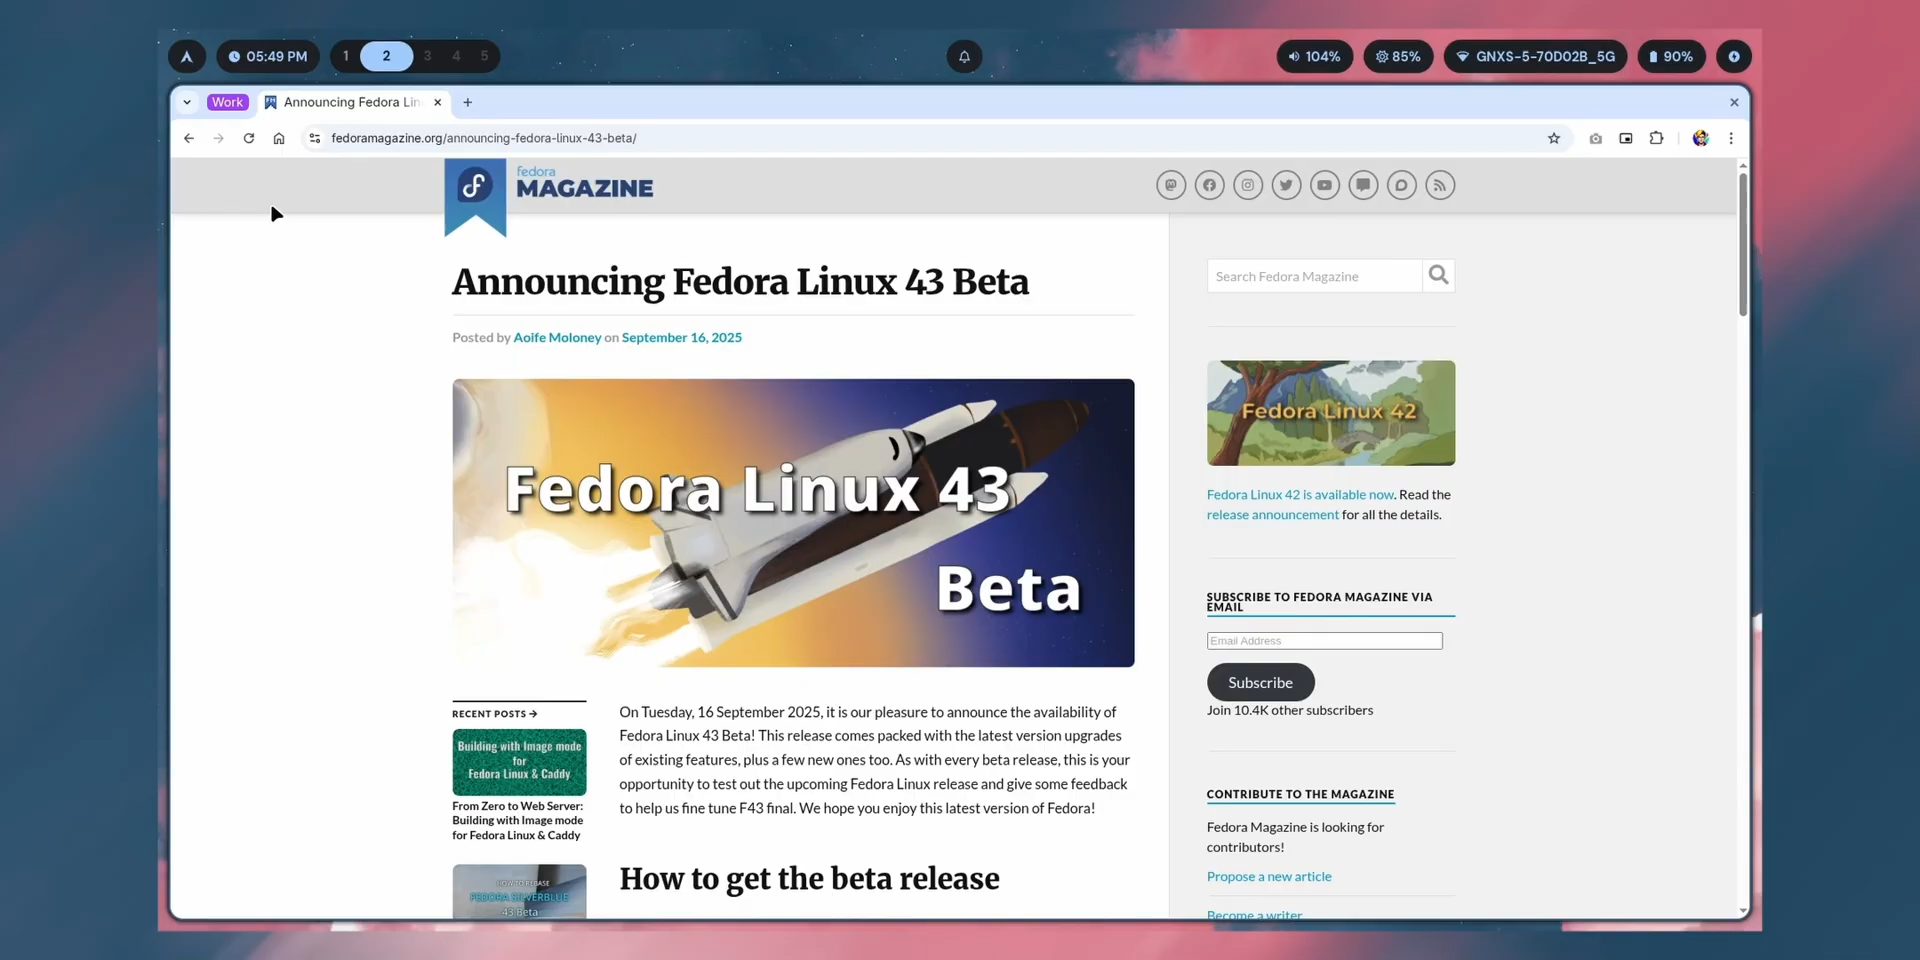 05:49 PM
1 2 3 4 5
104%
85%
GNXS-5-70D02B_5G
90%
Work
Announcing Fedora Lin
fedoramagazine.org/announcing-fedora-linux-43-beta/
fedora
MAGAZINE
Announcing Fedora Linux 43 Beta
Posted by Aoife Moloney on September 16, 2025
Fedora Linux 43
Beta
RECENT POSTS →
Building with Image mode
for
Fedora Linux & Caddy
From Zero to Web Server:
Building with Image mode
for Fedora Linux & Caddy
HOW TO REBASE
FEDORA SILVERBLUE
43 Beta
On Tuesday, 16 September 2025, it is our pleasure to announce the availability of
Fedora Linux 43 Beta! This release comes packed with the latest version upgrades
of existing features, plus a few new ones too. As with every beta release, this is your
opportunity to test out the upcoming Fedora Linux release and give some feedback
to help us fine tune F43 final. We hope you enjoy this latest version of Fedora!
How to get the beta release
Search Fedora Magazine
Fedora Linux 42
Fedora Linux 42 is available now. Read the
release announcement for all the details.
SUBSCRIBE TO FEDORA MAGAZINE VIA
EMAIL
Email Address
Subscribe
Join 10.4K other subscribers
CONTRIBUTE TO THE MAGAZINE
Fedora Magazine is looking for
contributors!
Propose a new article
Become a writer